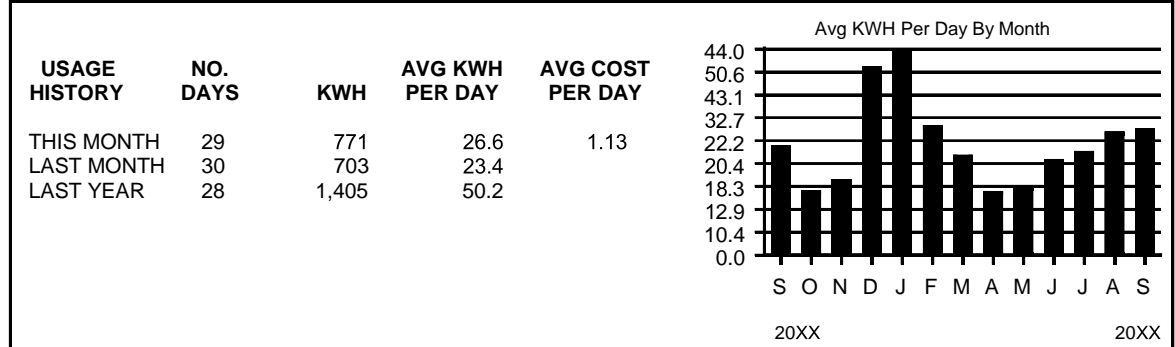 USAGE NO. AVG KWH AVG COST
HISTORY DAYS KWH PER DAY PER DAY
THIS MONTH 29 771 26.6 1.13
LAST MONTH 30 703 23.4
LAST YEAR 28 1,405 50.2
Avg KWH Per Day By Month
44.0
50.6
43.1
32.7
22.2
20.4
18.3
12.9
10.4
0.0
S O N D J F M A M J J A S
20XX 20XX